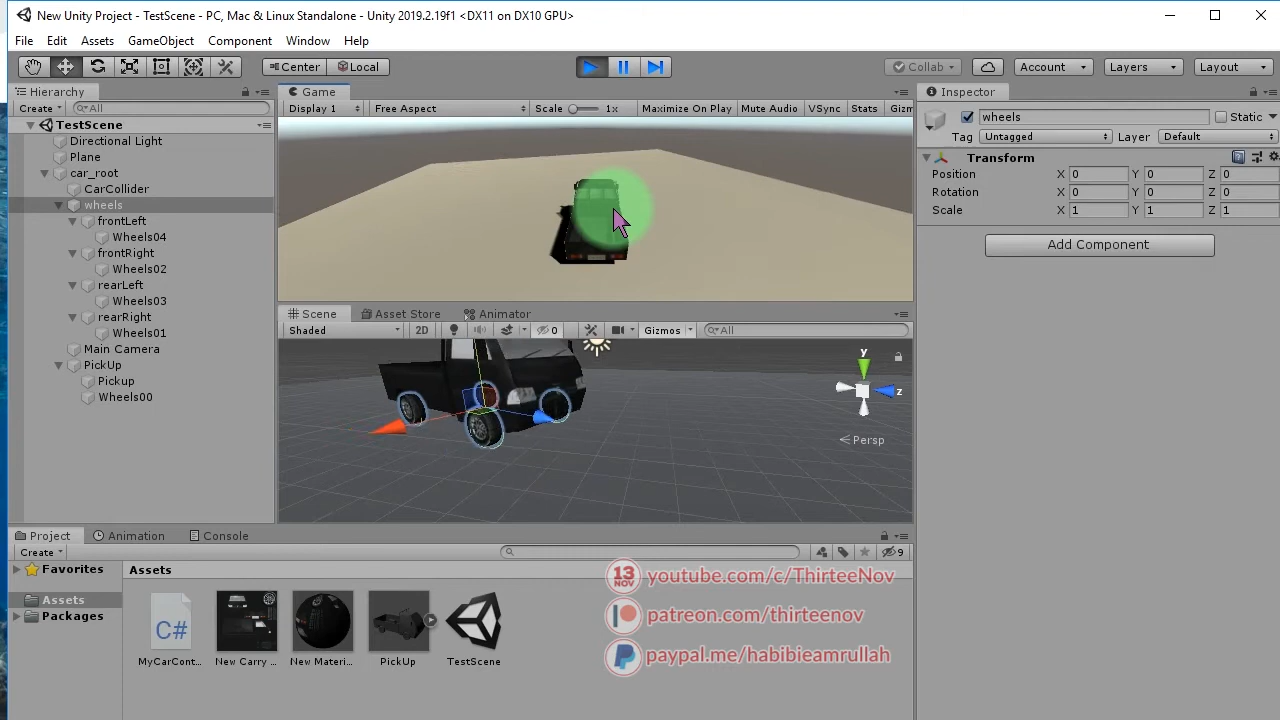 New Unity Project - TestScene - PC, Mac & Linux Standalone - Unity 2019.2.19f1 <DX11 on DX10 GPU>
File Edit Assets GameObject Component Window Help
Center Local Collab Account Layers Layout
Hierarchy
Create All
TestScene
Directional Light
Plane
car_root
CarCollider
wheels
frontLeft
Wheels04
frontRight
Wheels02
rearLeft
Wheels03
rearRight
Wheels01
Main Camera
PickUp
Pickup
Wheels00
Game
Display 1 Free Aspect Scale 1x Maximize On Play Mute Audio VSync Stats Gizm
Scene Asset Store Animator
Shaded 2D 0 Gizmos All
y
z
Persp
Inspector
wheels Static
Tag Untagged Layer Default
Transform
Position X 0 Y 0 Z 0
Rotation X 0 Y 0 Z 0
Scale X 1 Y 1 Z 1
Add Component
Project Animation Console
Create 9
Favorites
Assets
Packages
Assets
C#
MyCarCont... New Carry ... New Materi... PickUp TestScene
13 NOV youtube.com/c/ThirteeNov
patreon.com/thirteenov
paypal.me/habibieamrullah